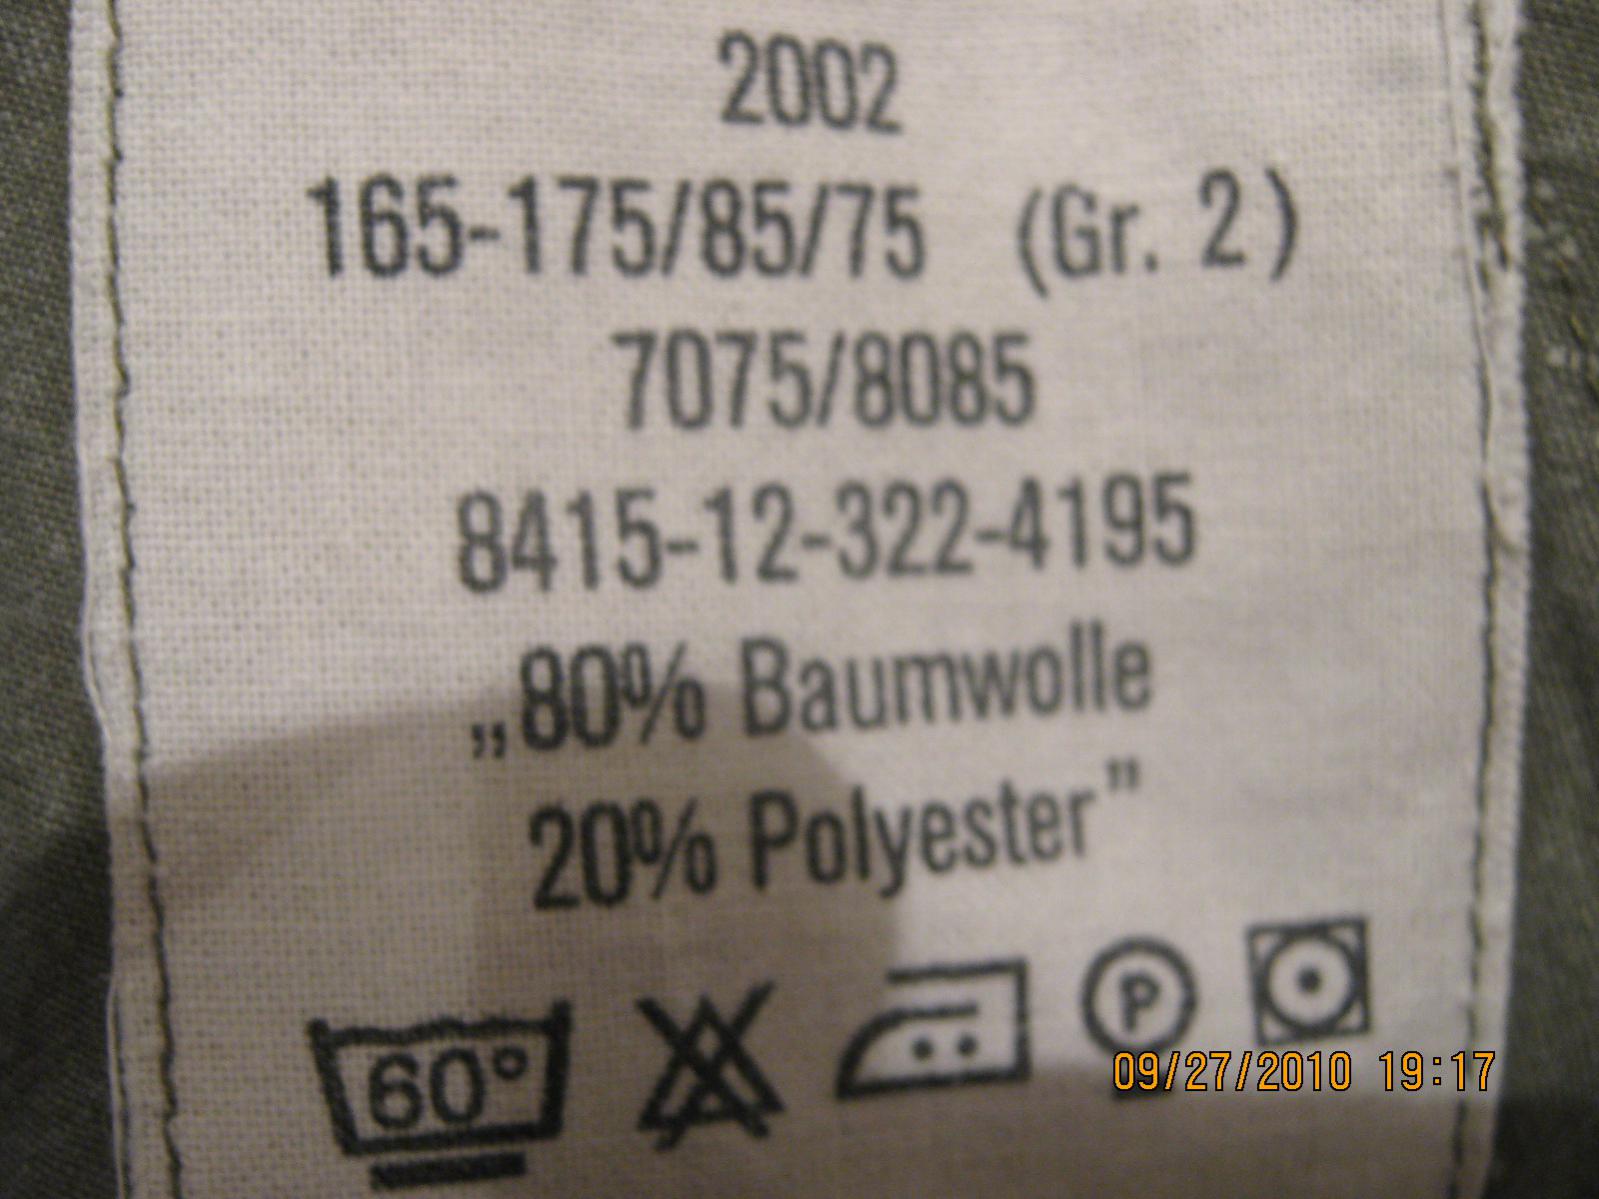 2002
165-175/85/75 (Gr. 2)
7075/8085
8415-12-322-4195
„80% Baumwolle
20% Polyester”
60°
P
09/27/2010 19:17